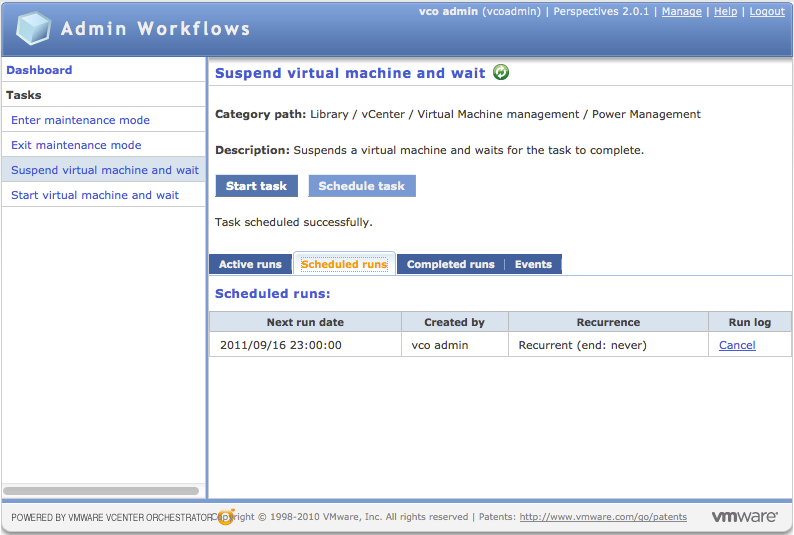 vco admin (vcoadmin) | Perspectives 2.0.1 | Manage | Help | Logout
Admin Workflows
Dashboard
Tasks
Enter maintenance mode
Exit maintenance mode
Suspend virtual machine and wait
Start virtual machine and wait
Suspend virtual machine and wait
Category path: Library / vCenter / Virtual Machine management / Power Management
Description: Suspends a virtual machine and waits for the task to complete.
Start task Schedule task
Task scheduled successfully.
Active runs Scheduled runs Completed runs Events
Scheduled runs:
Next run date Created by Recurrence Run log
2011/09/16 23:00:00 vco admin Recurrent (end: never) Cancel
POWERED BY VMWARE VCENTER ORCHESTRATOR Copyright © 1998-2010 VMware, Inc. All rights reserved | Patents: http://www.vmware.com/go/patents vmware